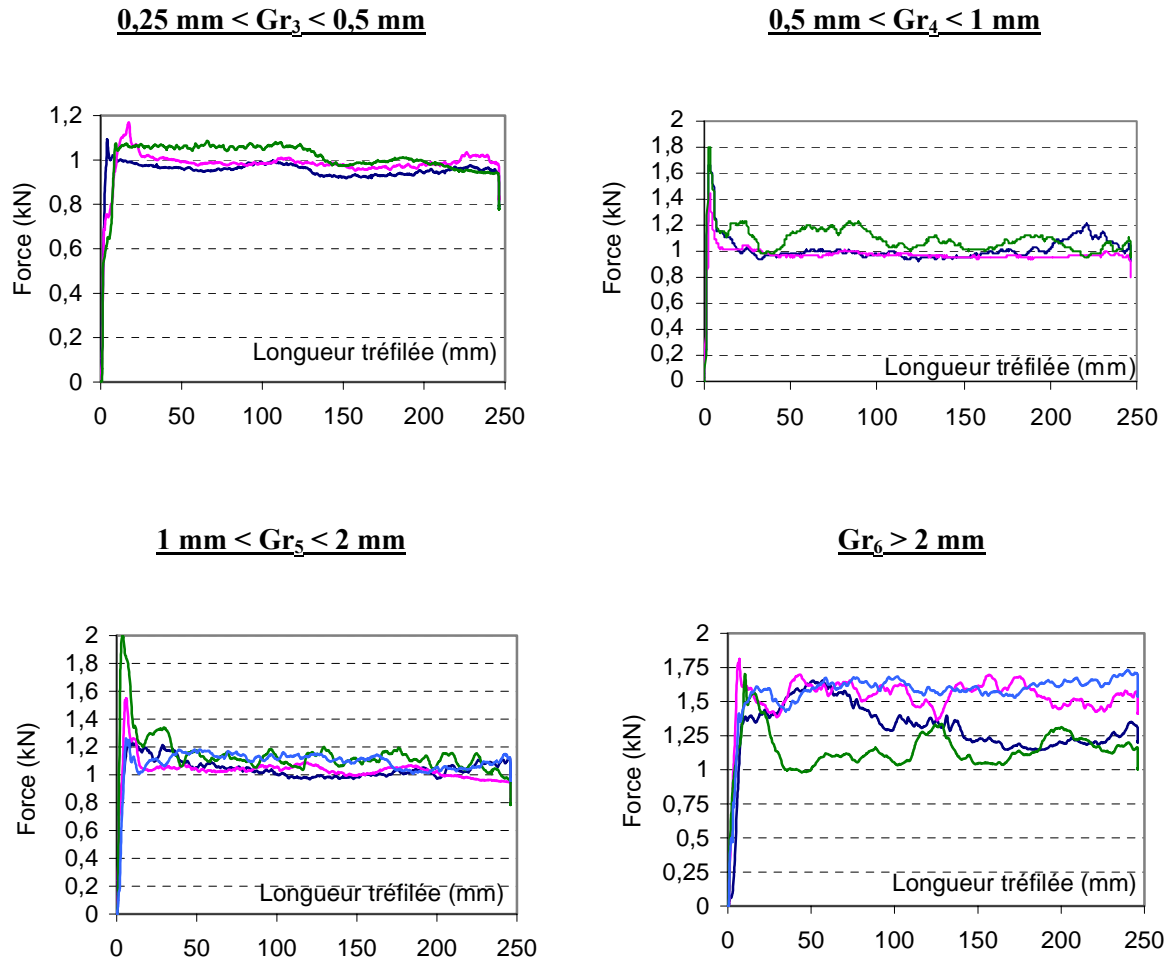 0,25 mm < Gr3 < 0,5 mm
0,5 mm < Gr4 < 1 mm
Force (kN)
1,2
1
0,8
0,6
0,4
0,2
0
Longueur tréfilée (mm)
0 50 100 150 200 250
Force (kN)
2
1,8
1,6
1,4
1,2
1
0,8
0,6
0,4
0,2
0
Longueur tréfilée (mm)
0 50 100 150 200 250
1 mm < Gr5 < 2 mm
Gr6 > 2 mm
Force (kN)
2
1,8
1,6
1,4
1,2
1
0,8
0,6
0,4
0,2
0
Longueur tréfilée (mm)
0 50 100 150 200 250
Force (kN)
2
1,75
1,5
1,25
1
0,75
0,5
0,25
0
Longueur tréfilée (mm)
0 50 100 150 200 250